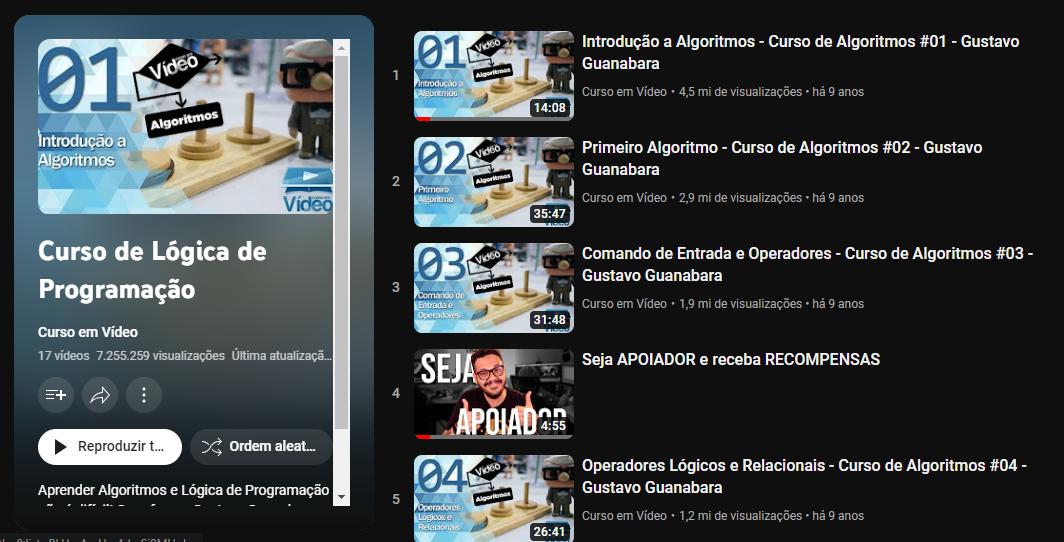 01
Vídeo
Algoritmos
Introdução a
Algoritmos
Vídeo
Curso de Lógica de
Programação
Curso em Vídeo
17 vídeos 7.255.259 visualizações Última atualizaçã...
Reproduzir t...
Ordem aleat...
Aprender Algoritmos e Lógica de Programação
1
01
Vídeo
Algoritmos
Introdução a
Algoritmos
14:08
Introdução a Algoritmos - Curso de Algoritmos #01 - Gustavo
Guanabara
Curso em Vídeo • 4,5 mi de visualizações • há 9 anos
2
02
Vídeo
Algoritmos
Primeiro
Algoritmo
35:47
Primeiro Algoritmo - Curso de Algoritmos #02 - Gustavo
Guanabara
Curso em Vídeo • 2,9 mi de visualizações • há 9 anos
3
03
Vídeo
Algoritmos
Comando de
Entrada e
Operadores
31:48
Comando de Entrada e Operadores - Curso de Algoritmos #03 -
Gustavo Guanabara
Curso em Vídeo • 1,9 mi de visualizações • há 9 anos
4
SEJA
APOIADOR
4:55
Seja APOIADOR e receba RECOMPENSAS
5
04
Vídeo
Algoritmos
Operadores
Lógicos e
Relacionais
26:41
Operadores Lógicos e Relacionais - Curso de Algoritmos #04 -
Gustavo Guanabara
Curso em Vídeo • 1,2 mi de visualizações • há 9 anos